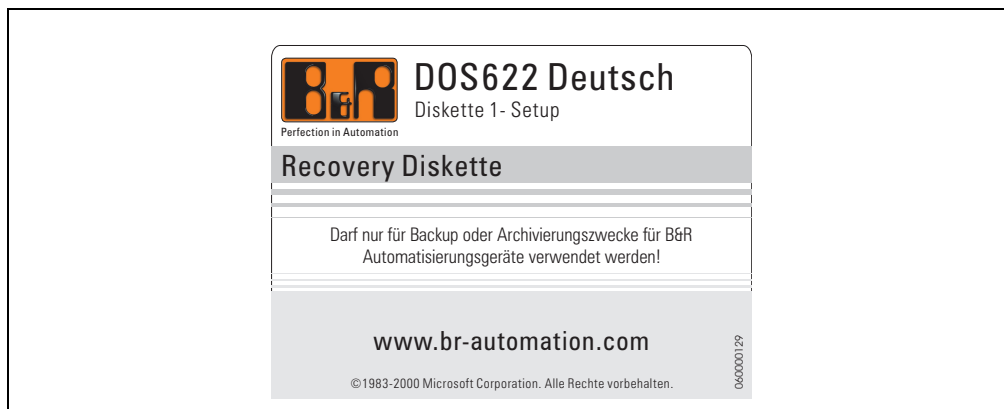 B&R
Perfection in Automation
DOS622 Deutsch
Diskette 1- Setup
Recovery Diskette
Darf nur für Backup oder Archivierungszwecke für B&R
Automatisierungsgeräte verwendet werden!
www.br-automation.com
©1983-2000 Microsoft Corporation. Alle Rechte vorbehalten.
060000129